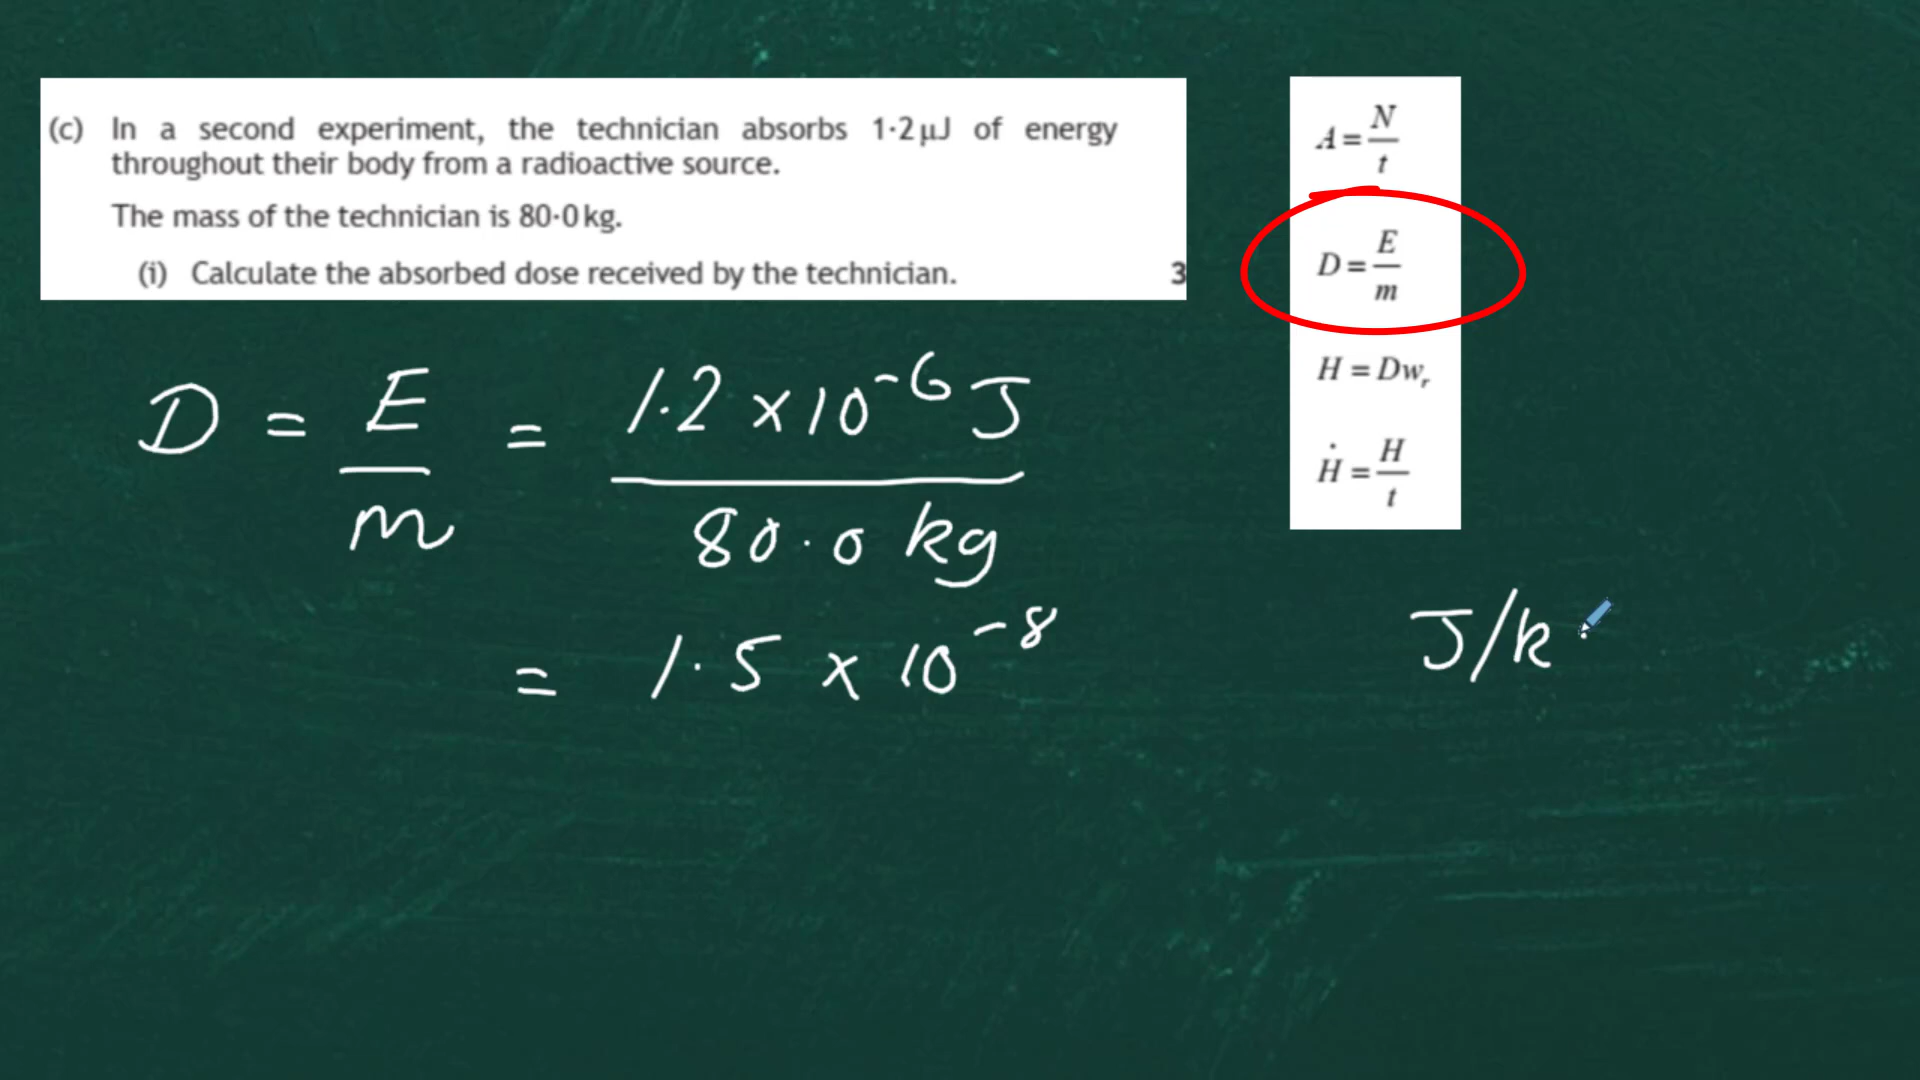 (c) In a second experiment, the technician absorbs 1·2 µJ of energy
throughout their body from a radioactive source.
The mass of the technician is 80·0 kg.
(i) Calculate the absorbed dose received by the technician. 3
A = N/t
D = E/m
H = Dwᵣ
Ḣ = H/t
D = E/m = 1.2 x 10⁻⁶ J / 80.0 kg
= 1.5 x 10⁻⁸
J/k